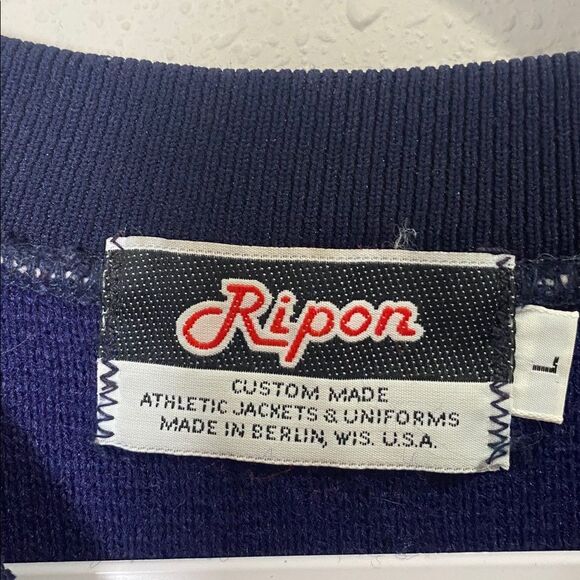 Ripon
CUSTOM MADE
ATHLETIC JACKETS & UNIFORMS
MADE IN BERLIN, WIS. U.S.A.
L